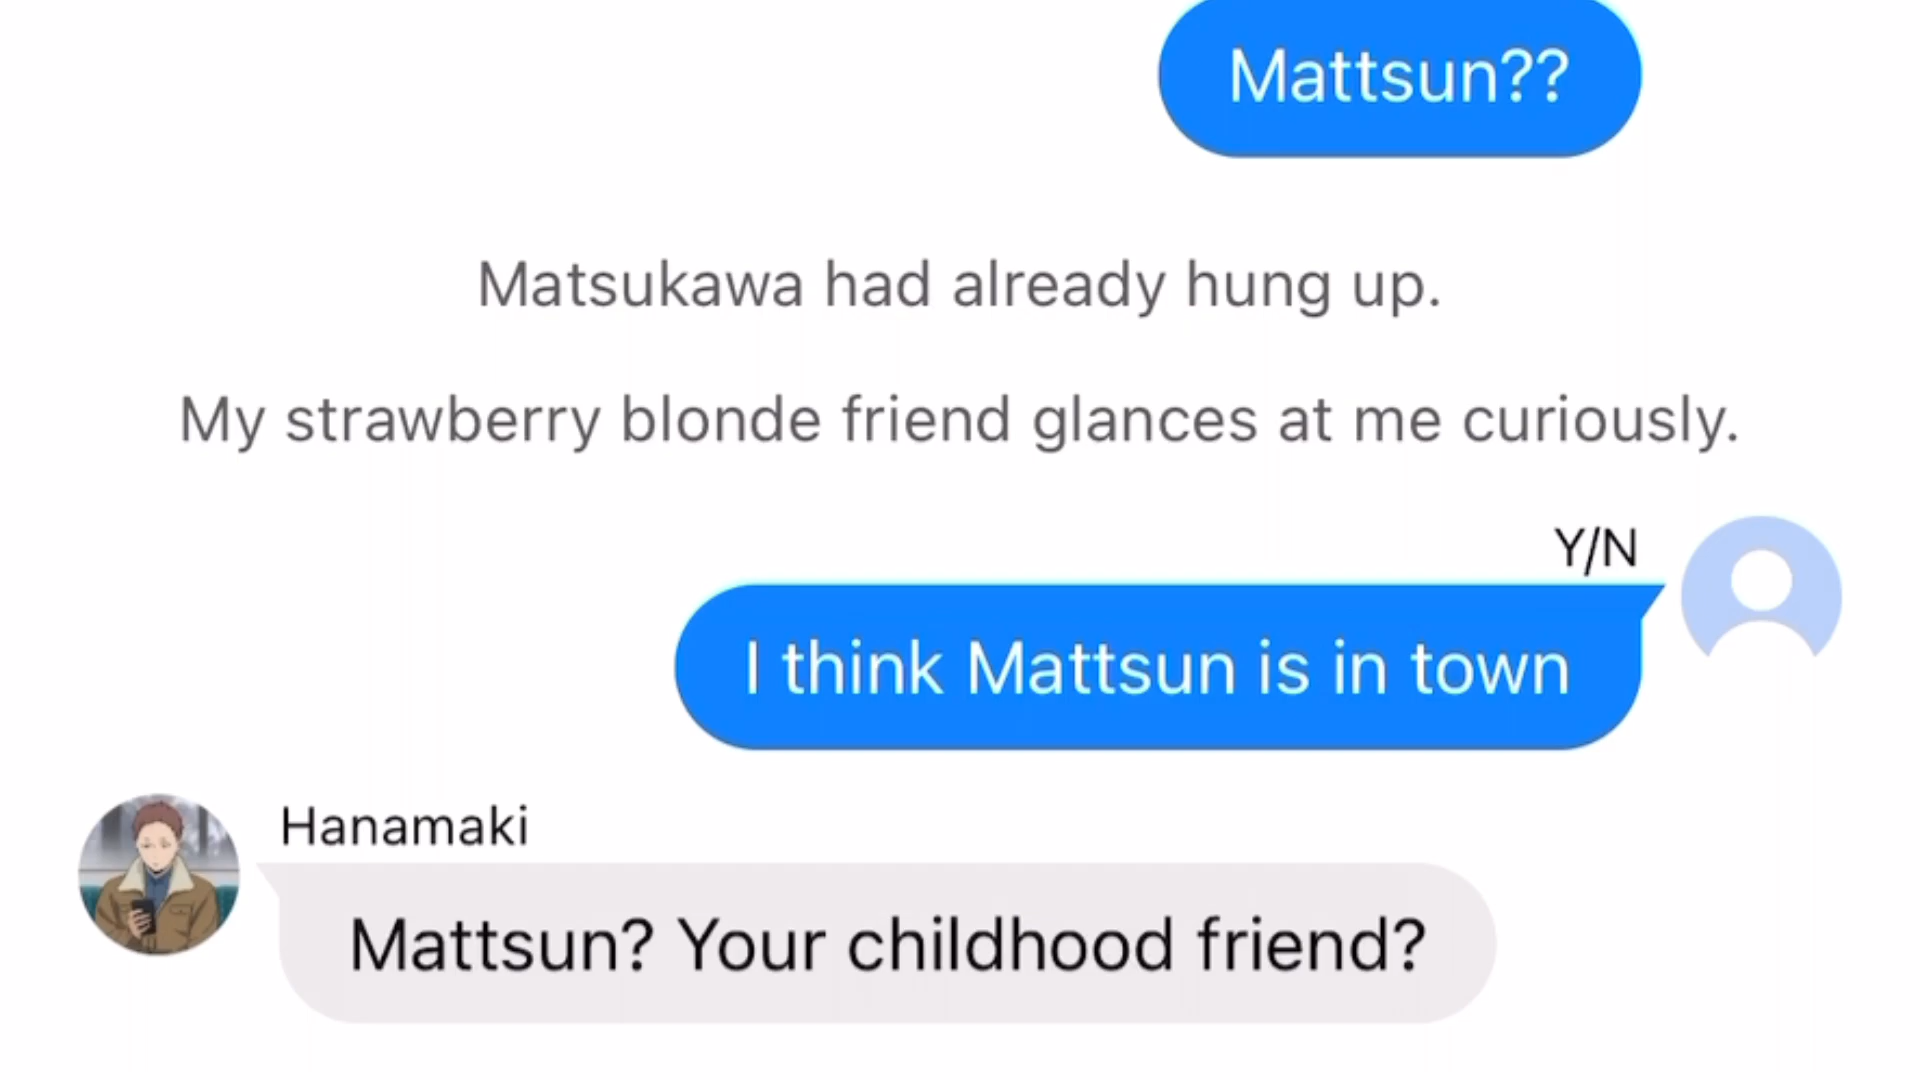 Mattsun??
Matsukawa had already hung up.
My strawberry blonde friend glances at me curiously.
Y/N
I think Mattsun is in town
Hanamaki
Mattsun? Your childhood friend?